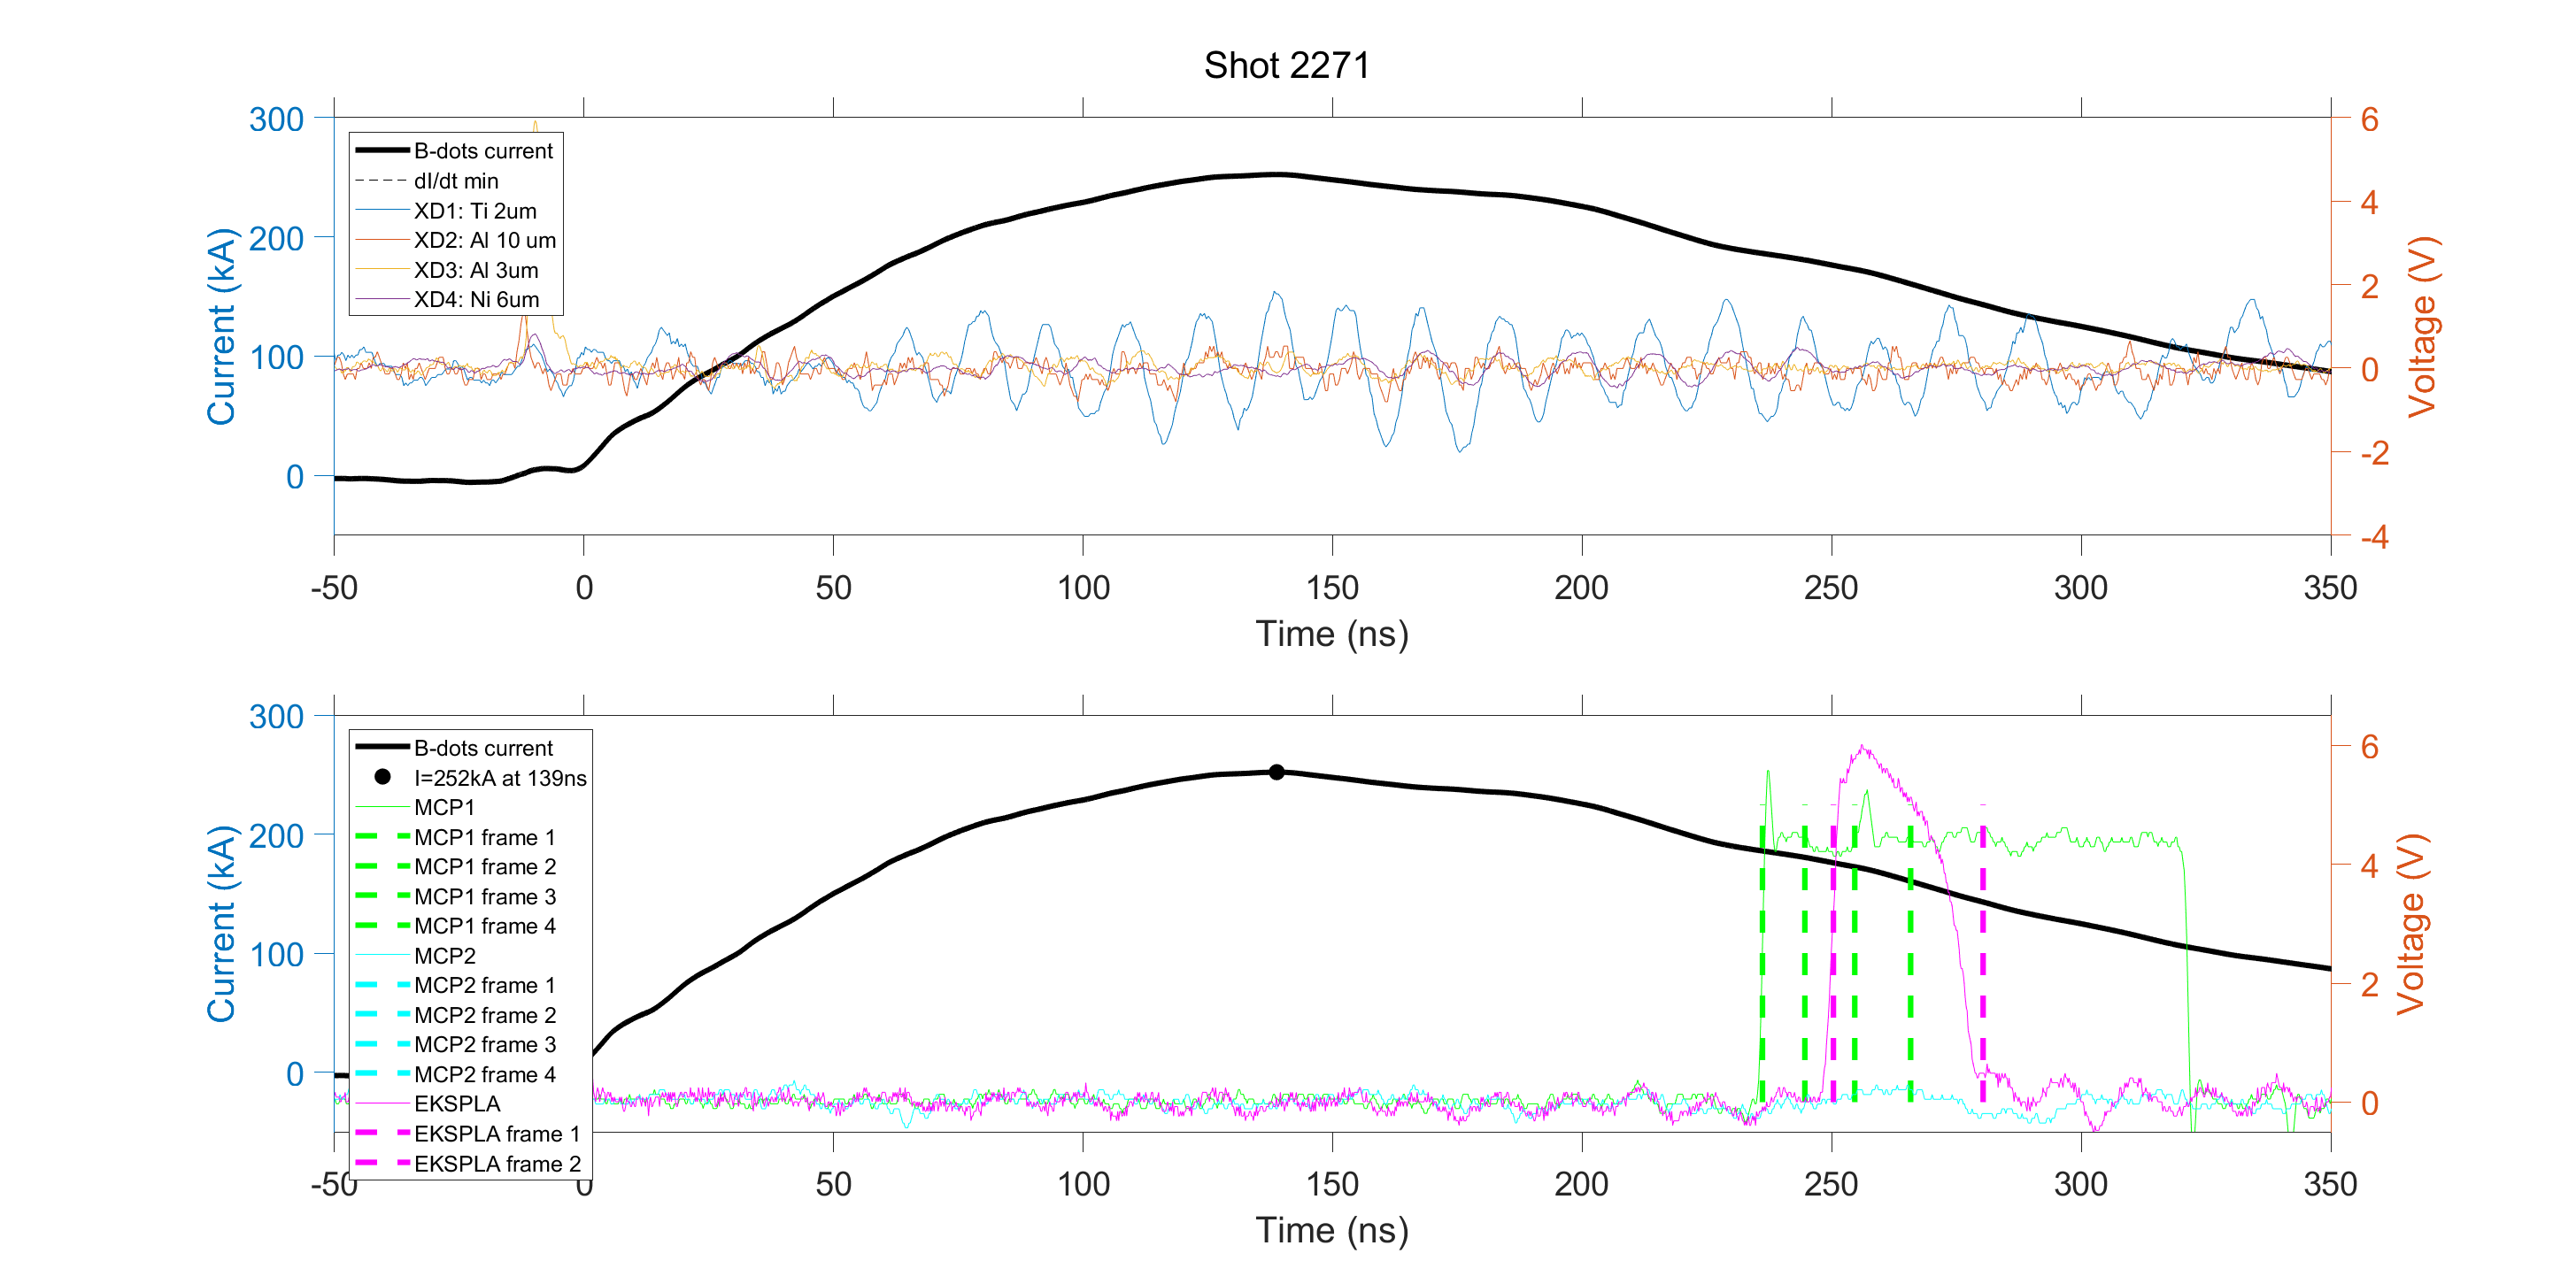 Shot 2271
300
200
100
0
Current (kA)
6
4
2
0
-2
-4
Voltage (V)
B-dots current
dI/dt min
XD1: Ti 2um
XD2: Al 10 um
XD3: Al 3um
XD4: Ni 6um
-50 0 50 100 150 200 250 300 350
Time (ns)
300
200
100
0
Current (kA)
6
4
2
0
Voltage (V)
B-dots current
I=252kA at 139ns
MCP1
MCP1 frame 1
MCP1 frame 2
MCP1 frame 3
MCP1 frame 4
MCP2
MCP2 frame 1
MCP2 frame 2
MCP2 frame 3
MCP2 frame 4
EKSPLA
EKSPLA frame 1
EKSPLA frame 2
-50 0 50 100 150 200 250 300 350
Time (ns)